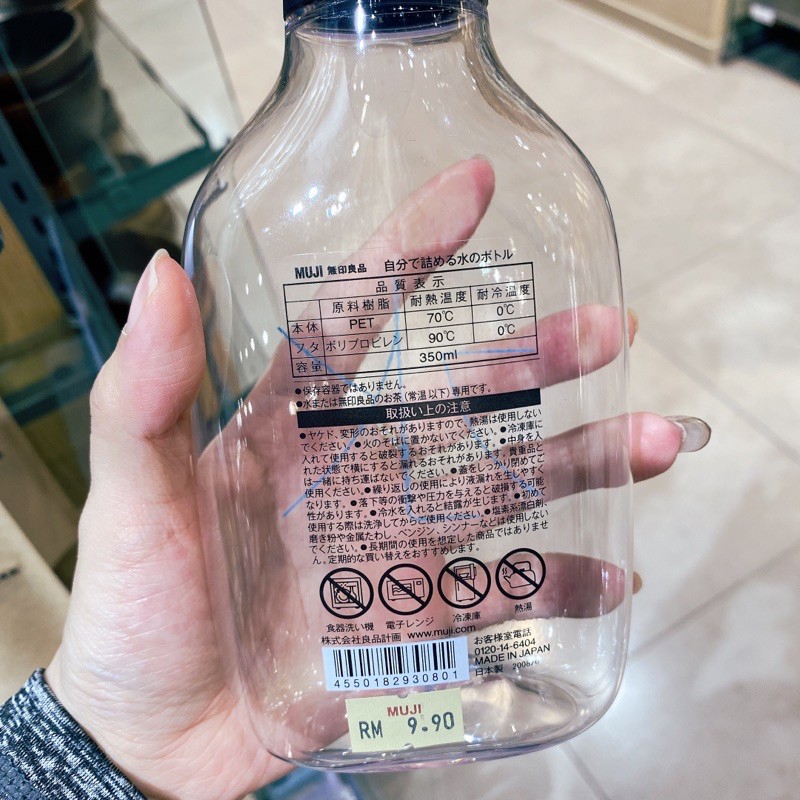 MUJI 無印良品 自分で詰める水のボトル
品質表示
原料樹脂 耐熱温度 耐冷温度
本体 PET 70℃ 0℃
フタ ポリプロピレン 90℃ 0℃
容量 350ml
●保存容器ではありません。
●水または無印良品のお茶(常温以下)専用です。
取扱い上の注意
●ヤケド、変形のおそれがありますので、熱湯は使用しない
でください。●火のそばに置かないでください。●冷凍庫に
入れて使用すると破裂するおそれがあります。●中身を入
れた状態で横にすると漏れるおそれがあります。貴重品と
は一緒に持ち運ばないでください。●蓋をしっかり閉めてご
使用ください。●繰り返しの使用により液漏れを生じやすく
なります。●落下等の衝撃や圧力を与えると破損する可能
性があります。●冷水を入れると結露が生じます。●初めて
使用する際は洗浄してからご使用ください。●塩素系漂白剤、
磨き粉や金属たわし、ベンジン、シンナーなどは使用しない
でください。●長期間の使用を想定した商品ではありませ
ん。定期的な買い替えをおすすめします。
食器洗い機 電子レンジ 冷凍庫 熱湯
株式会社良品計画 www.muji.com
お客様室電話
0120-14-6404
MADE IN JAPAN
日本製
4550182930801
MUJI
RM 9.90